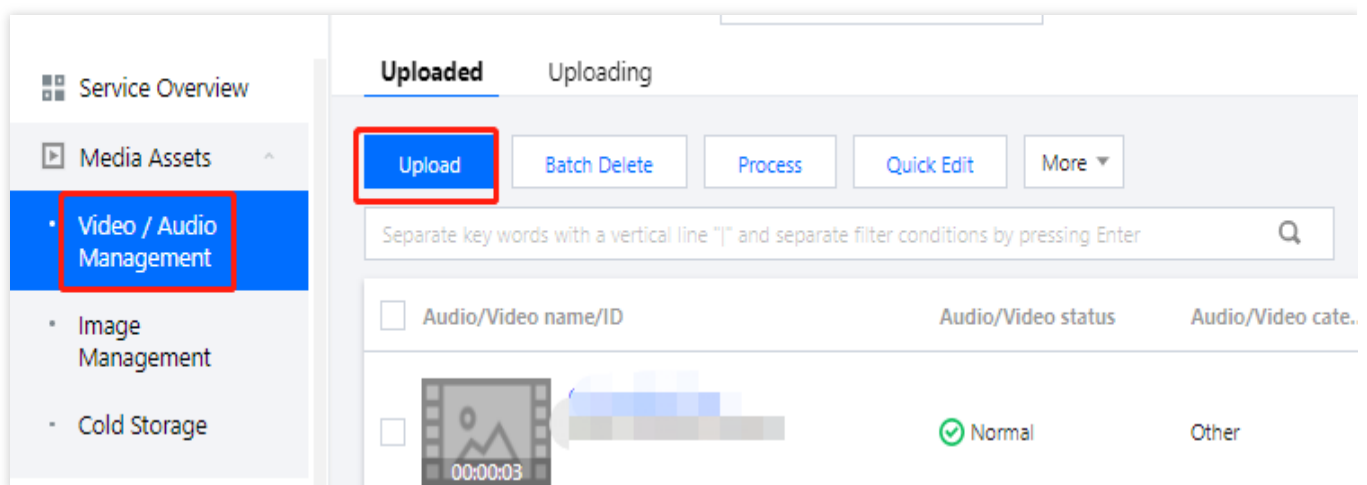 Service Overview
Media Assets
Video / Audio
Management
Image
Management
Cold Storage
Uploaded Uploading
Upload Batch Delete Process Quick Edit More
Separate key words with a vertical line "|" and separate filter conditions by pressing Enter
Audio/Video name/ID Audio/Video status Audio/Video cate..
00:00:03 Normal Other